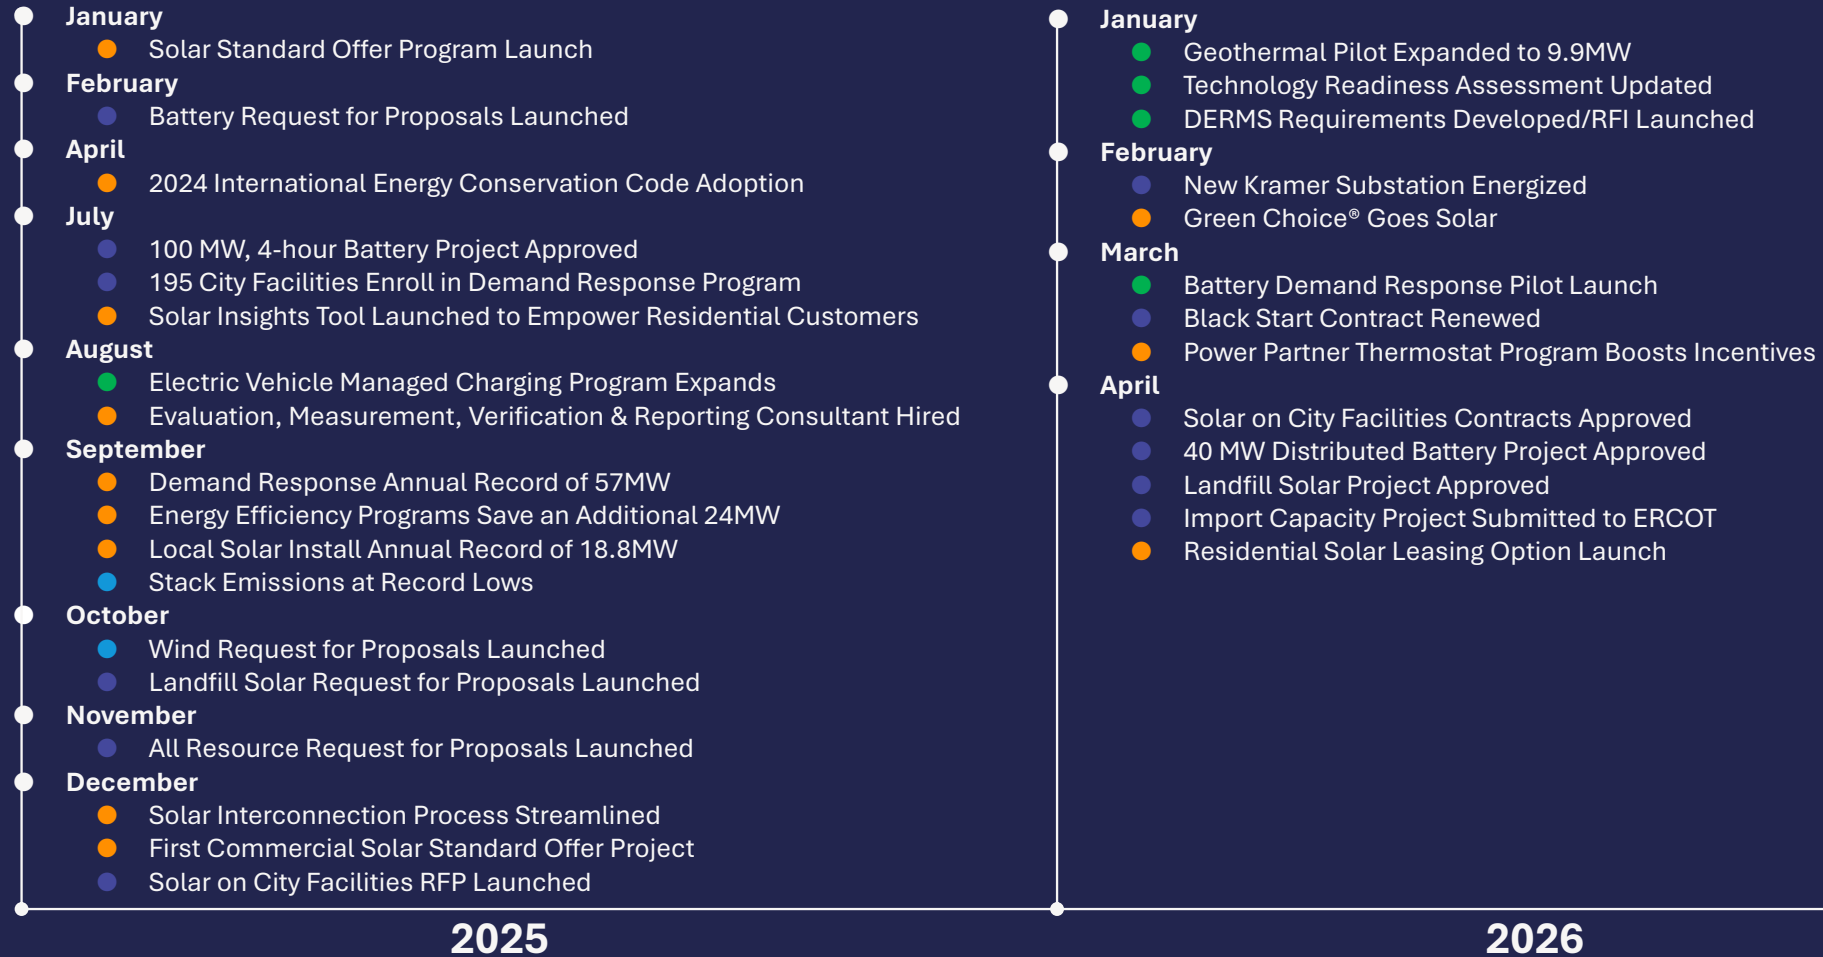 January
Solar Standard Offer Program Launch
February
Battery Request for Proposals Launched
April
2024 International Energy Conservation Code Adoption
July
100 MW, 4-hour Battery Project Approved
195 City Facilities Enroll in Demand Response Program
Solar Insights Tool Launched to Empower Residential Customers
August
Electric Vehicle Managed Charging Program Expands
Evaluation, Measurement, Verification & Reporting Consultant Hired
September
Demand Response Annual Record of 57MW
Energy Efficiency Programs Save an Additional 24MW
Local Solar Install Annual Record of 18.8MW
Stack Emissions at Record Lows
October
Wind Request for Proposals Launched
Landfill Solar Request for Proposals Launched
November
All Resource Request for Proposals Launched
December
Solar Interconnection Process Streamlined
First Commercial Solar Standard Offer Project
Solar on City Facilities RFP Launched
2025
January
Geothermal Pilot Expanded to 9.9MW
Technology Readiness Assessment Updated
DERMS Requirements Developed/RFI Launched
February
New Kramer Substation Energized
Green Choice® Goes Solar
March
Battery Demand Response Pilot Launch
Black Start Contract Renewed
Power Partner Thermostat Program Boosts Incentives
April
Solar on City Facilities Contracts Approved
40 MW Distributed Battery Project Approved
Landfill Solar Project Approved
Import Capacity Project Submitted to ERCOT
Residential Solar Leasing Option Launch
2026